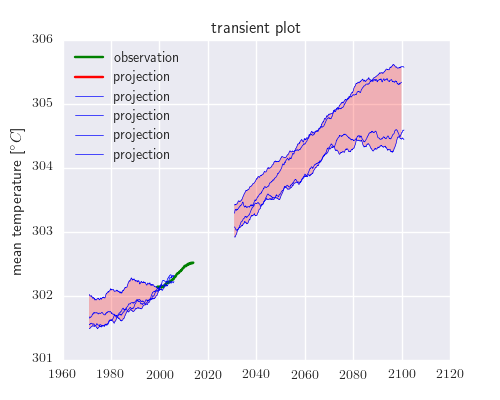 transient plot
306
305
304
303
302
301
mean temperature [°C]
observation
projection
projection
projection
projection
projection
1960 1980 2000 2020 2040 2060 2080 2100 2120